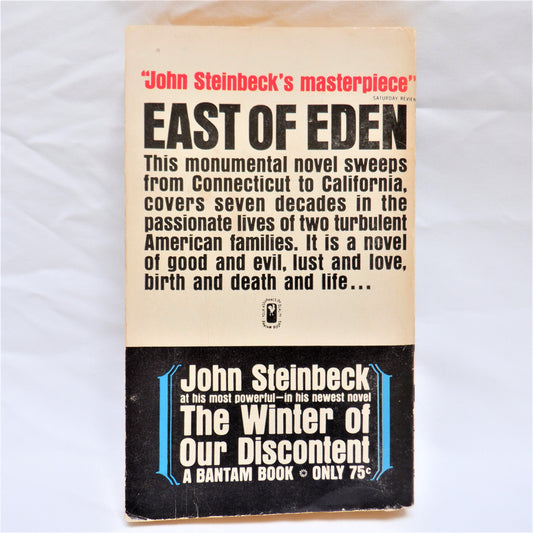 "John Steinbeck's masterpiece"
SATURDAY REVIEW
EAST OF EDEN
This monumental novel sweeps
from Connecticut to California,
covers seven decades in the
passionate lives of two turbulent
American families. It is a novel
of good and evil, lust and love,
birth and death and life...
John Steinbeck
at his most powerful—in his newest novel
The Winter of
Our Discontent
A BANTAM BOOK ONLY 75¢